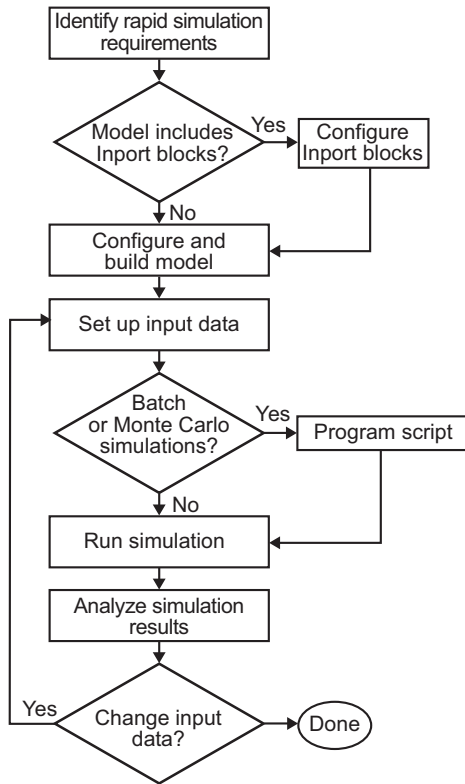 Identify rapid simulation
requirements
Model includes
Inport blocks?
Yes
Configure
Inport blocks
No
Configure and
build model
Set up input data
Batch
or Monte Carlo
simulations?
Yes
Program script
No
Run simulation
Analyze simulation
results
Change input
data?
Yes
Done